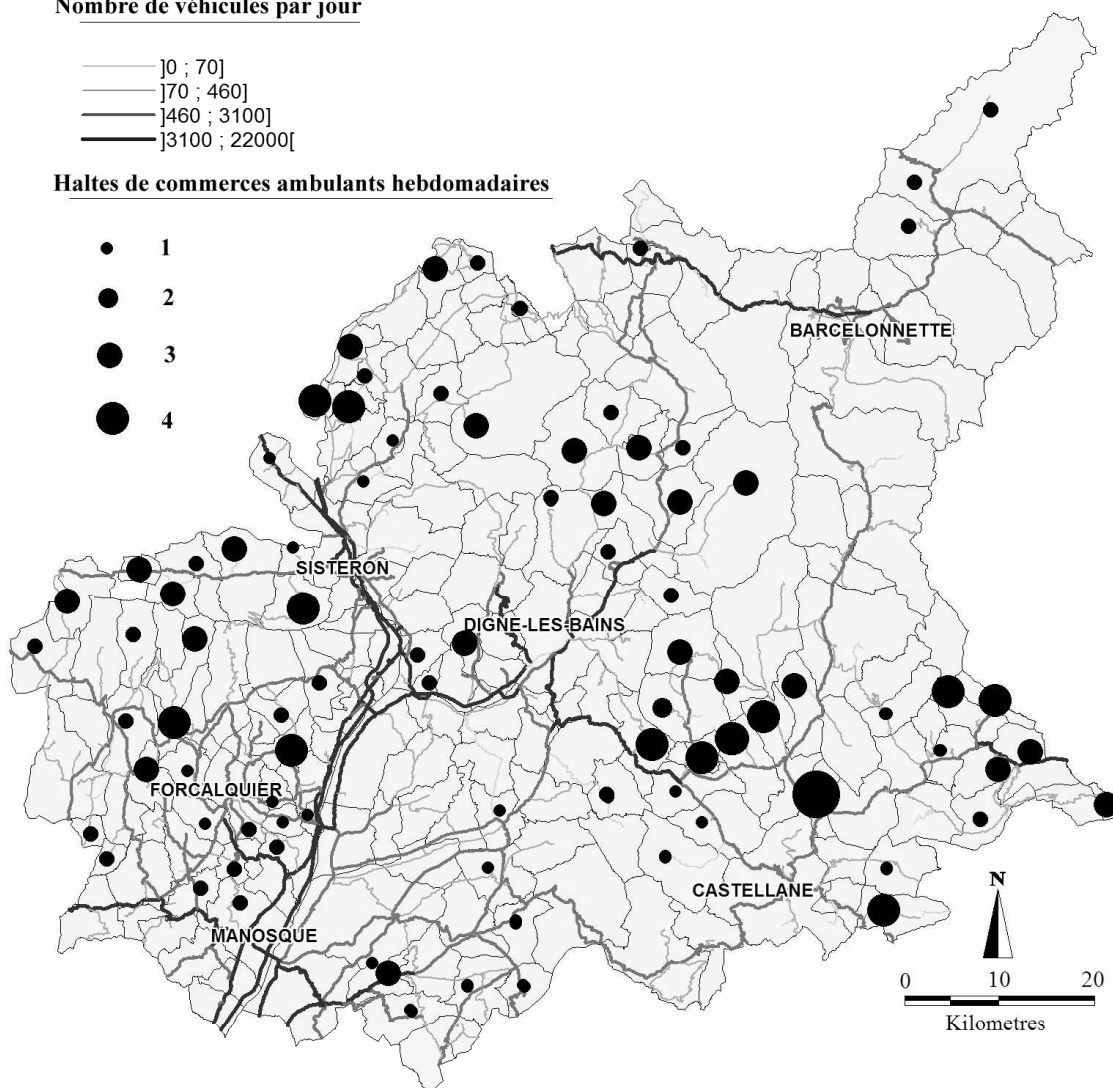 Nombre de véhicules par jour
]0 ; 70]
]70 ; 460]
]460 ; 3100]
]3100 ; 22000[
Haltes de commerces ambulants hebdomadaires
1
2
3
4
BARCELONNETTE
SISTERON
DIGNE-LES-BAINS
FORCALQUIER
CASTELLANE
MANOSQUE
N
0 10 20
Kilometres